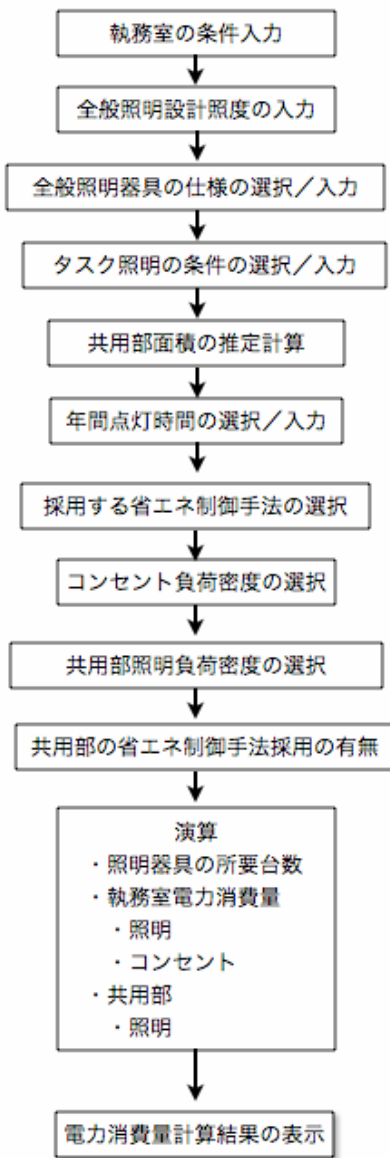 執務室の条件入力
全般照明設計照度の入力
全般照明器具の仕様の選択／入力
タスク照明の条件の選択／入力
共用部面積の推定計算
年間点灯時間の選択／入力
採用する省エネ制御手法の選択
コンセント負荷密度の選択
共用部照明負荷密度の選択
共用部の省エネ制御手法採用の有無
演算
・照明器具の所要台数
・執務室電力消費量
・照明
・コンセント
・共用部
・照明
電力消費量計算結果の表示